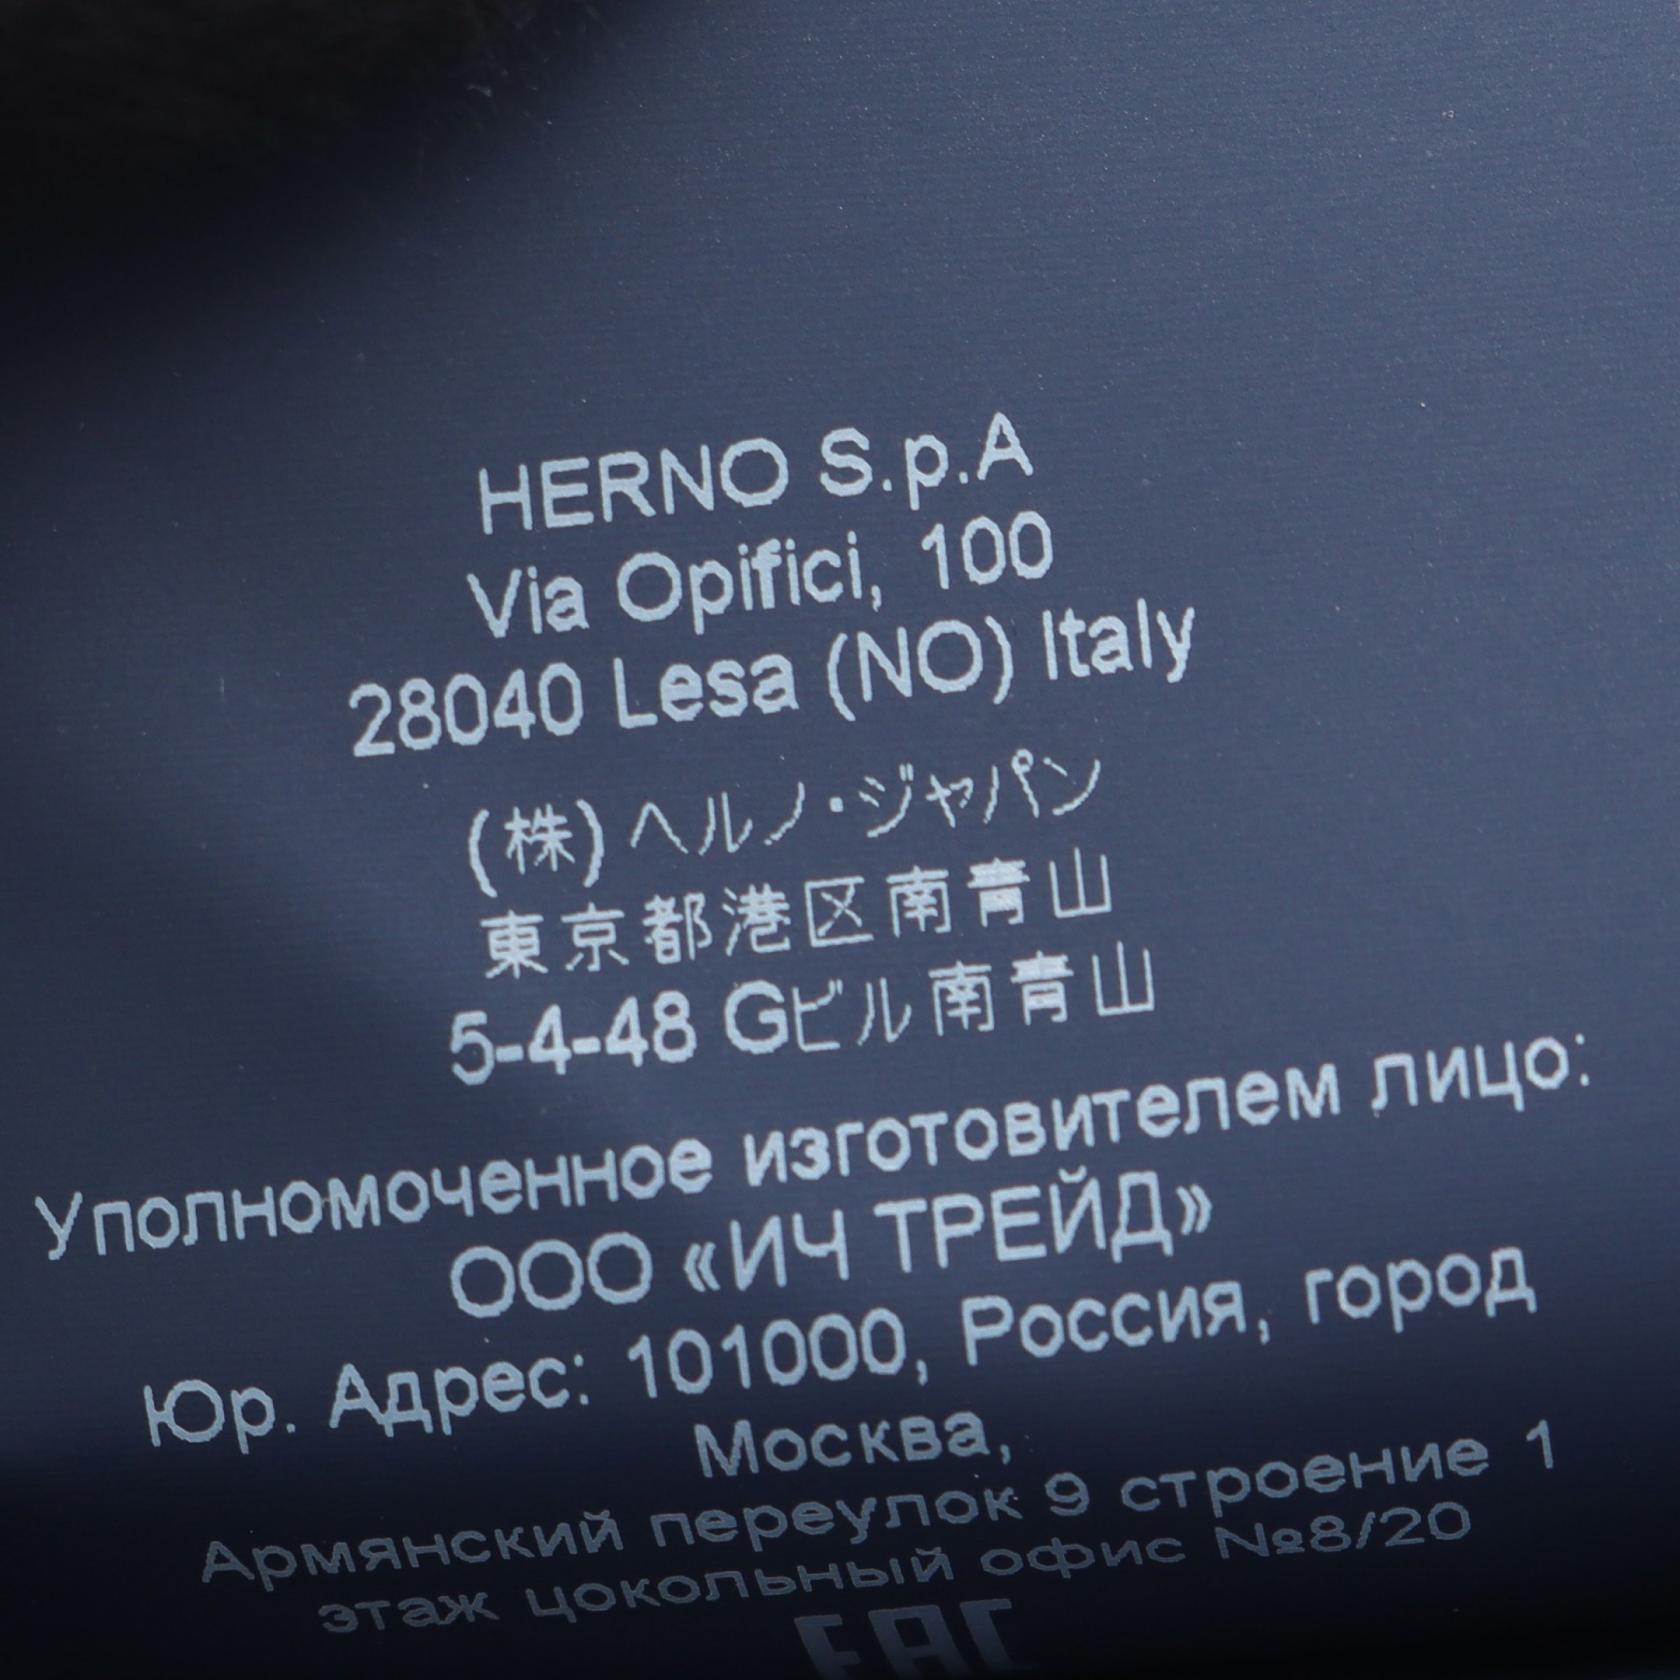 HERNO S.p.A
Via Opifici, 100
28040 Lesa (NO) Italy
(株) ヘルノ・ジャパン
東京都港区南青山
5-4-48 Gビル南青山
Уполномоченное изготовителем лицо:
ООО «ИЧ ТРЕЙД»
Юр. Адрес: 101000, Россия, город
Москва,
Армянский переулок 9 строение 1
этаж цокольный офис №8/20
EAC